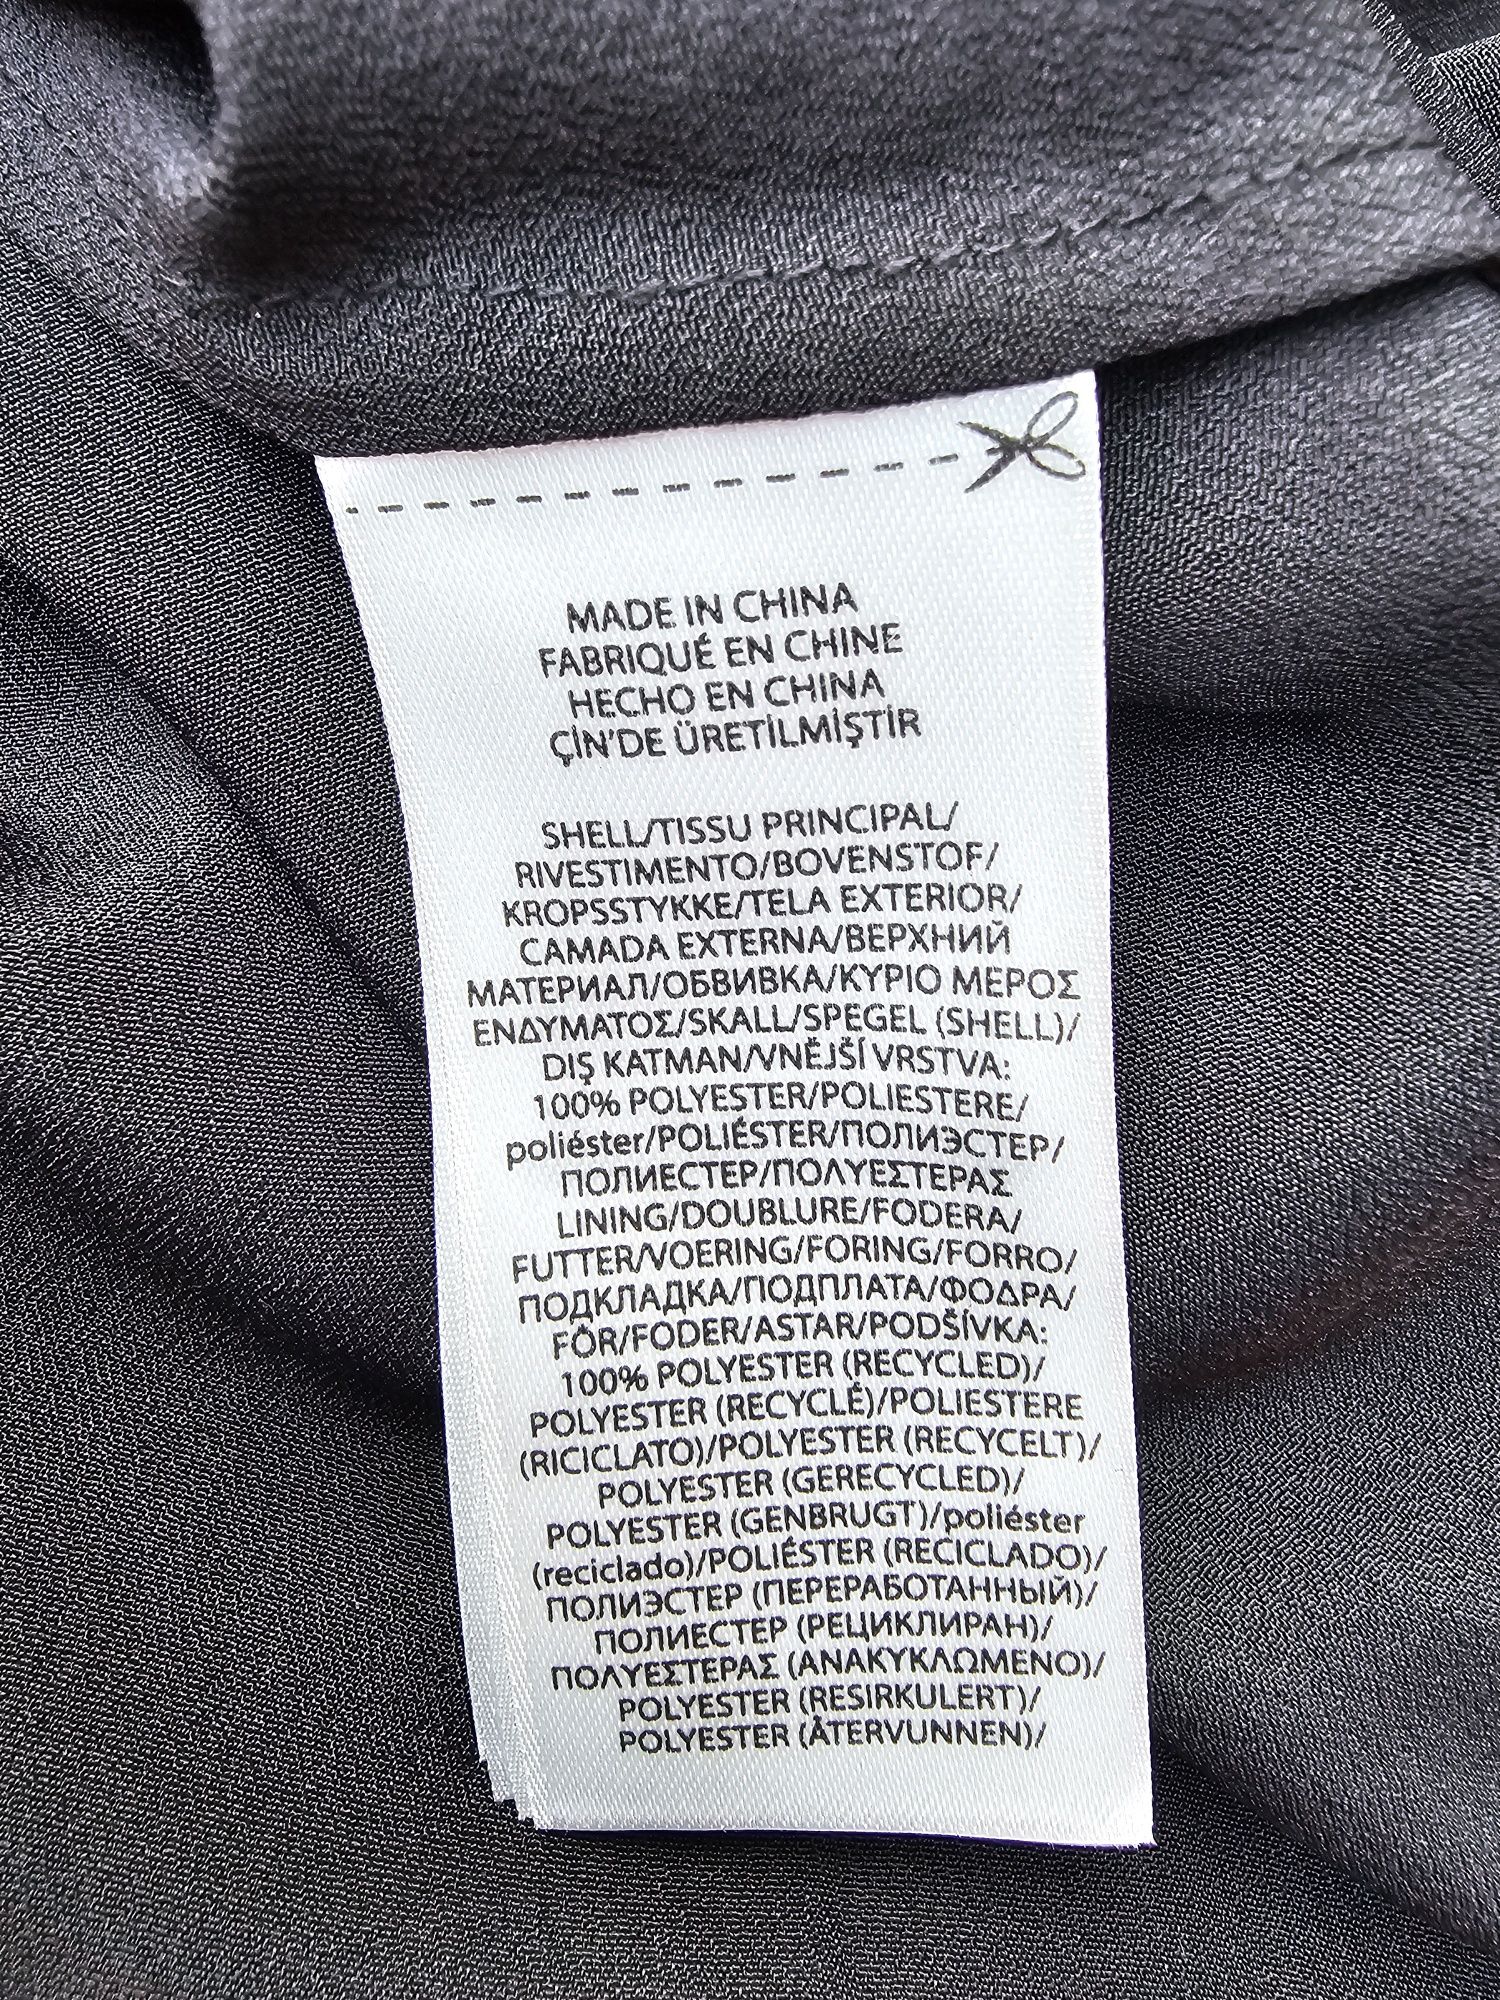 MADE IN CHINA
FABRIQUÉ EN CHINE
HECHO EN CHINA
ÇİN'DE ÜRETİLMİŞTİR
SHELL/TISSU PRINCIPAL/
RIVESTIMENTO/BOVENSTOF/
KROPSSTYKKE/TELA EXTERIOR/
CAMADA EXTERNA/ВЕРХНИЙ
МАТЕРИАЛ/ОБВИВКА/ΚΥΡΙΟ ΜΕΡΟΣ
ΕΝΔΥΜΑΤΟΣ/SKALL/SPEGEL (SHELL)/
DIŞ KATMAN/VNĚJŠÍ VRSTVA:
100% POLYESTER/POLIESTERE/
poliéster/POLIÉSTER/ПОЛИЭСТЕР/
ПОЛИЕСТЕР/ΠΟΛΥΕΣΤΕΡΑΣ
LINING/DOUBLURE/FODERA/
FUTTER/VOERING/FORING/FORRO/
ПОДКЛАДКА/ПОДПЛАТА/ΦΟΔΡΑ/
FÔR/FODER/ASTAR/PODŠÍVKA:
100% POLYESTER (RECYCLED)/
POLYESTER (RECYCLÉ)/POLIESTERE
(RICICLATO)/POLYESTER (RECYCELT)/
POLYESTER (GERECYCLED)/
POLYESTER (GENBRUGT)/poliéster
(reciclado)/POLIÉSTER (RECICLADO)/
ПОЛИЭСТЕР (ПЕРЕРАБОТАННЫЙ)/
ПОЛИЕСТЕР (РЕЦИКЛИРАН)/
ΠΟΛΥΕΣΤΕΡΑΣ (ΑΝΑΚΥΚΛΩΜΕΝΟ)/
POLYESTER (RESIRKULERT)/
POLYESTER (ÅTERVUNNEN)/